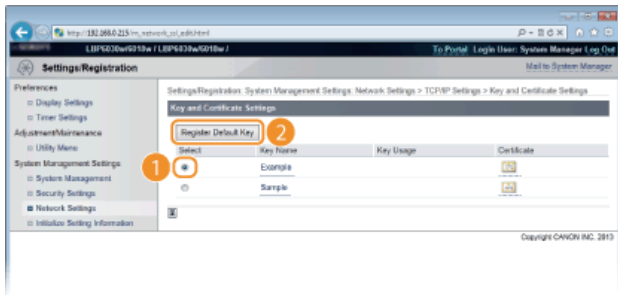 http://192.168.0.215/m_network_ssl_edit.html
LBP6030w/6018w / LBP6030w/6018w /
To Portal Login User: System Manager Log Out
Settings/Registration
Mail to System Manager
Preferences
Display Settings
Timer Settings
Adjustment/Maintenance
Utility Menu
System Management Settings
System Management
Security Settings
Network Settings
Initialize Setting Information
Settings/Registration: System Management Settings: Network Settings > TCP/IP Settings > Key and Certificate Settings
Key and Certificate Settings
Register Default Key
2
Select Key Name Key Usage Certificate
1
Example
Sample
Copyright CANON INC. 2013